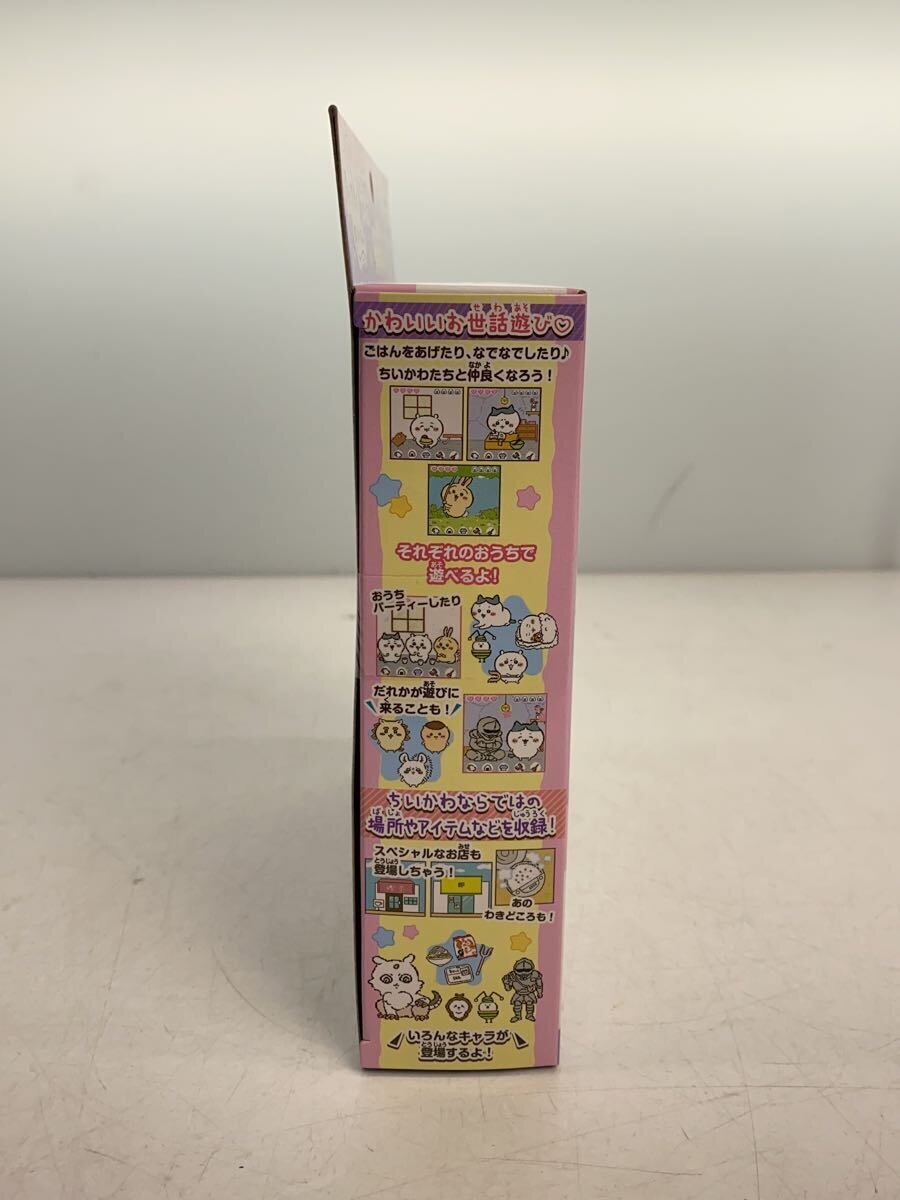 かわいいお世話遊び♡
ごはんをあげたり、なでなでしたり♪
ちいかわたちと仲良くなろう！
それぞれのおうちで
遊べるよ！
おうち
パーティーしたり
だれかが遊びに
来ることも！
ちいかわならではの
場所やアイテムなどを収録！
スペシャルなお店も
登場しちゃう！
あの
わきどころも！
いろんなキャラが
登場するよ！